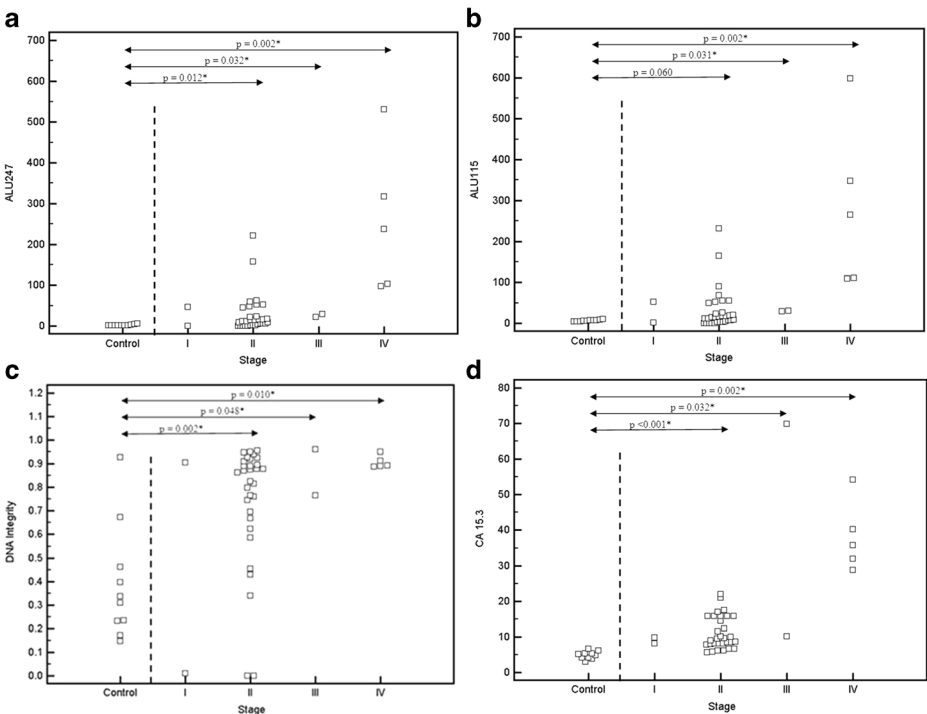 a
700
600
500
400
300
200
100
0
ALU247
p = 0.002*
p = 0.032*
p = 0.012*
Control I II III IV
Stage
b
700
600
500
400
300
200
100
0
ALU115
p = 0.002*
p = 0.031*
p = 0.060
Control I II III IV
Stage
c
1.2
1.1
1.0
0.9
0.8
0.7
0.6
0.5
0.4
0.3
0.2
0.1
0.0
DNA Integrity
p = 0.010*
p = 0.048*
p = 0.002*
Control I II III IV
Stage
d
80
70
60
50
40
30
20
10
0
CA 15.3
p = 0.002*
p = 0.032*
p <0.001*
Control I II III IV
Stage